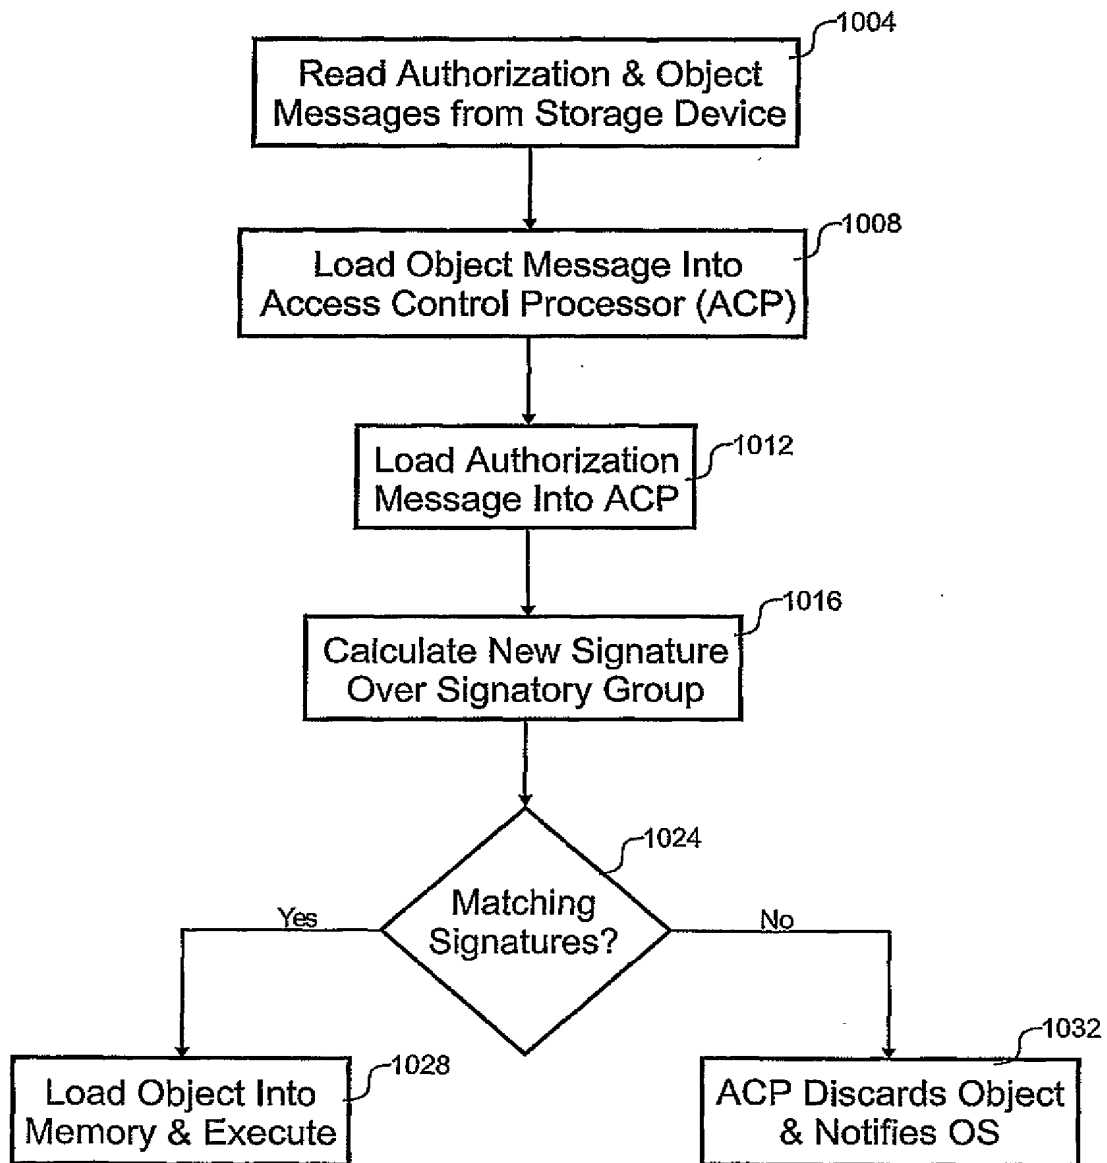 1004
Read Authorization & Object
Messages from Storage Device
1008
Load Object Message Into
Access Control Processor (ACP)
1012
Load Authorization
Message Into ACP
1016
Calculate New Signature
Over Signatory Group
1024
Matching
Signatures?
Yes
No
1028
Load Object Into
Memory & Execute
1032
ACP Discards Object
& Notifies OS